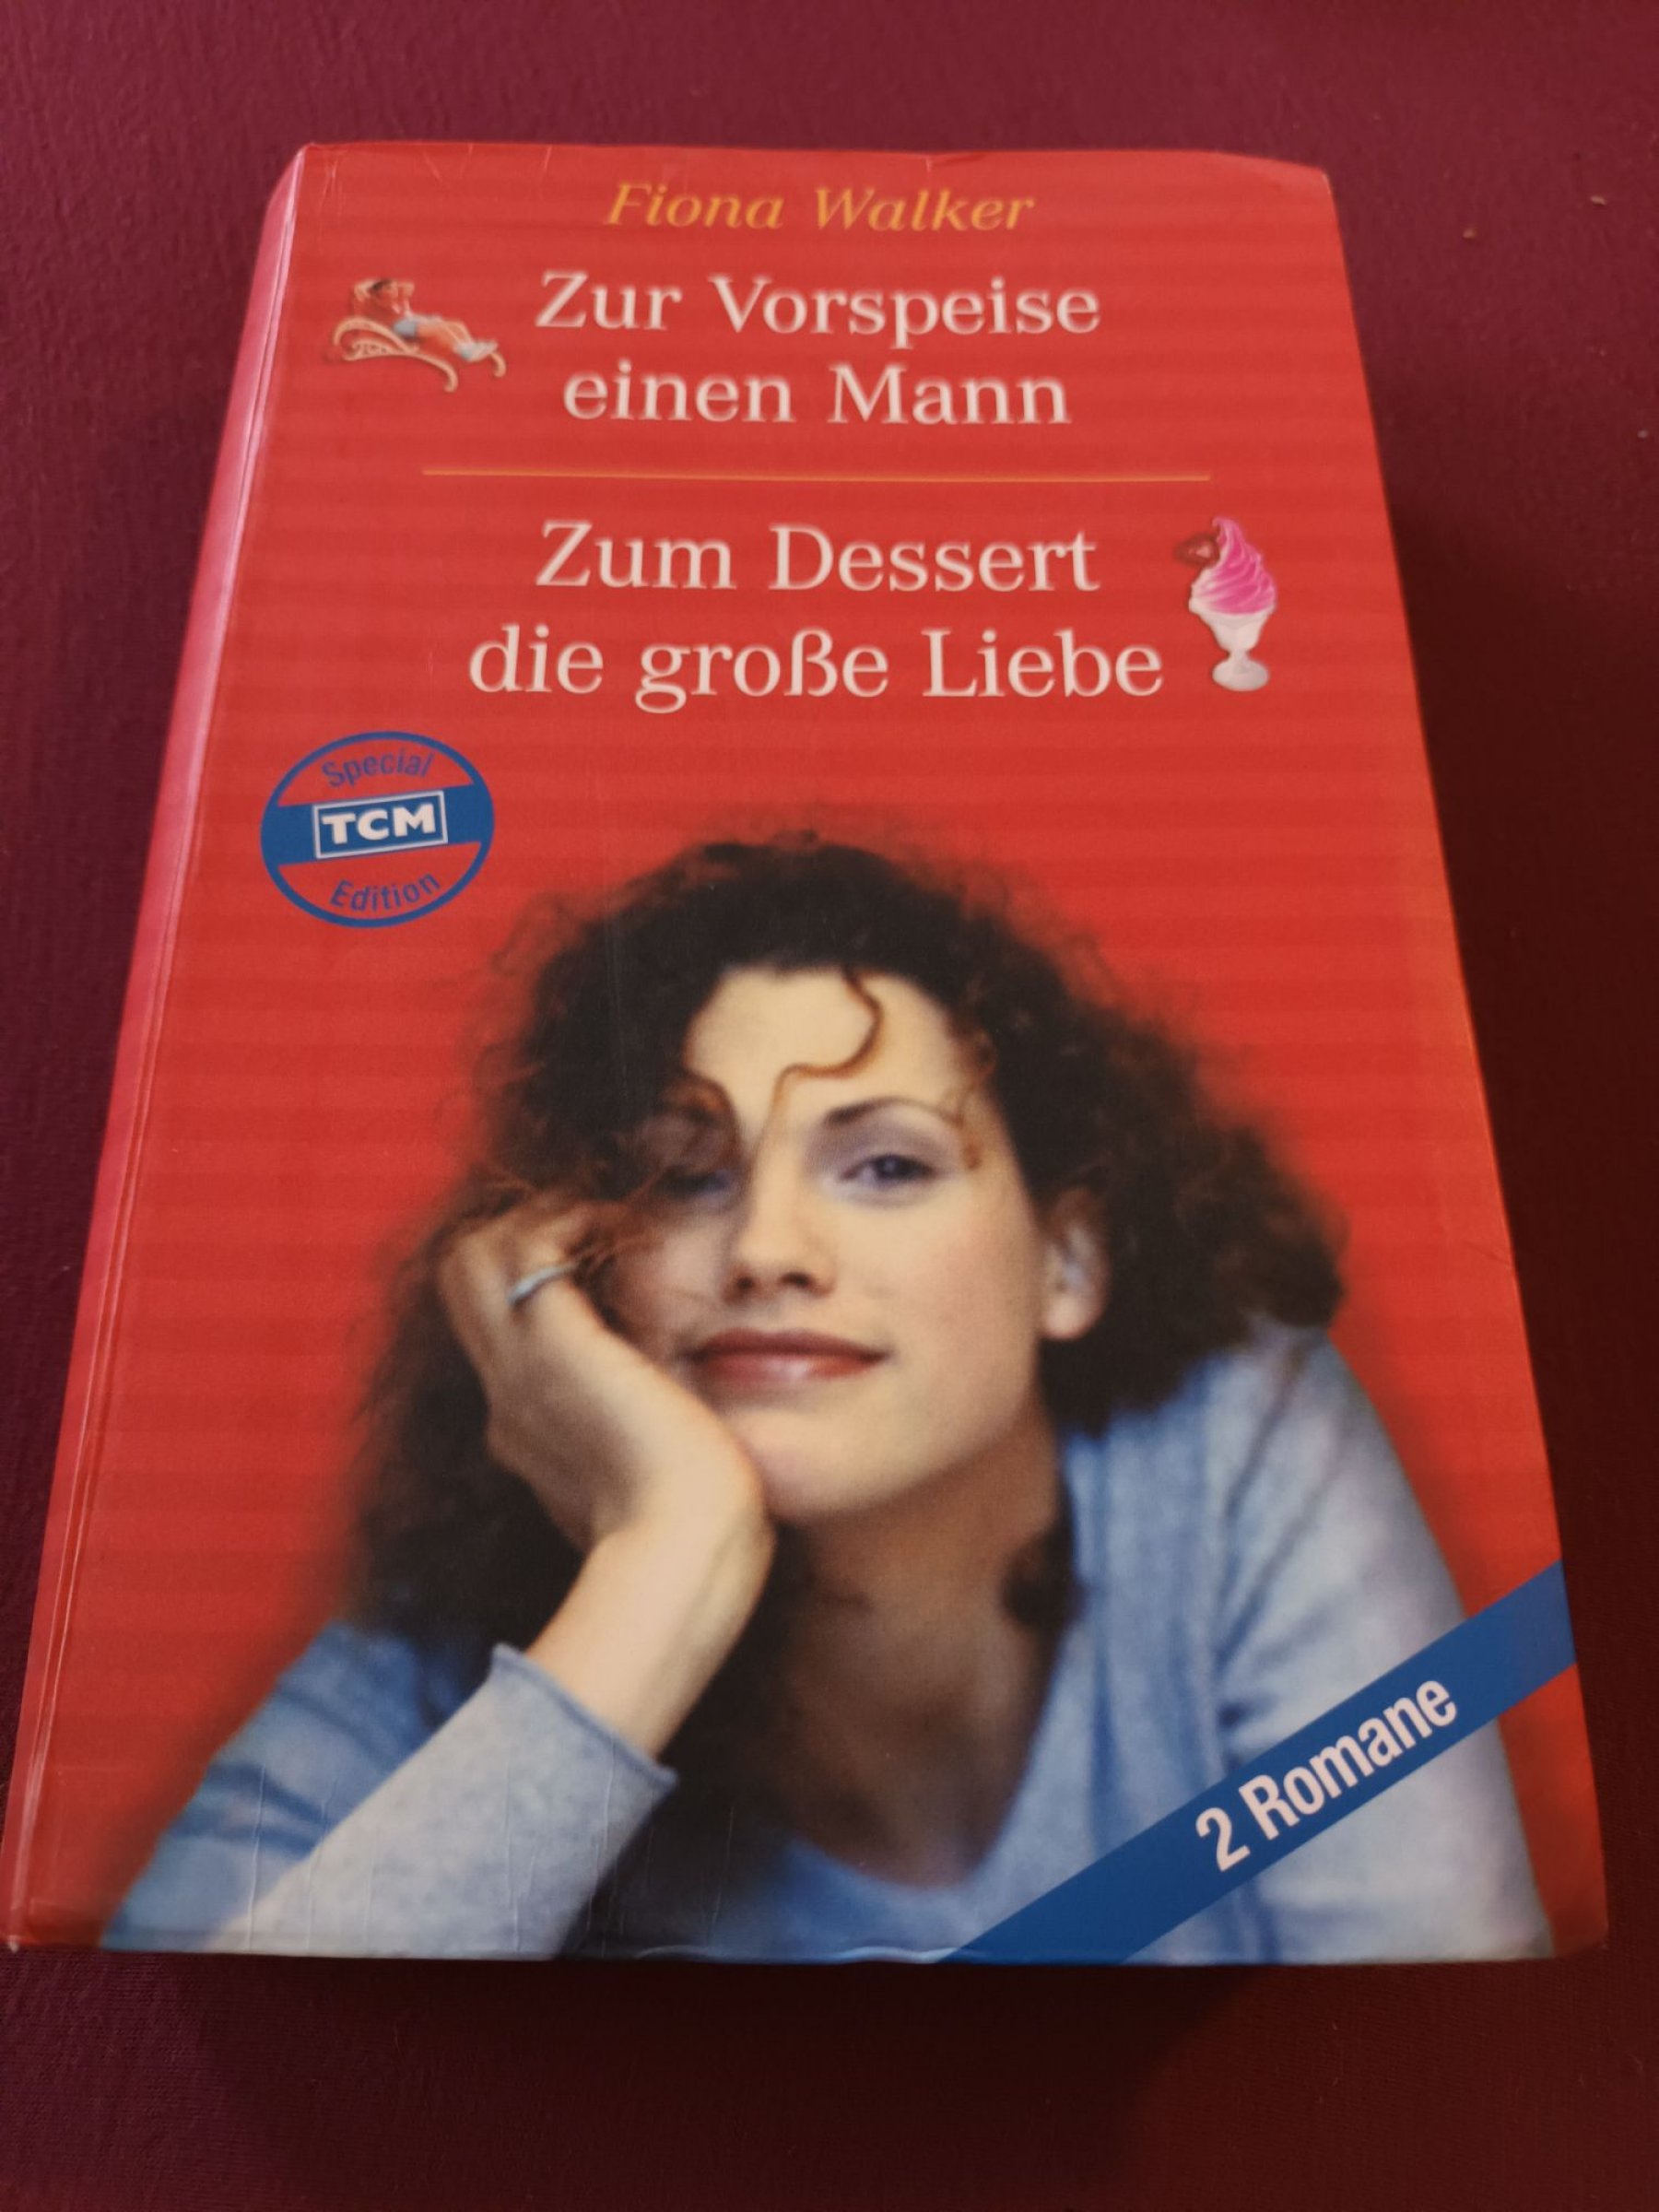 Fiona Walker
Zur Vorspeise
einen Mann
Zum Dessert
die große Liebe
Special
TCM
Edition
2 Romane